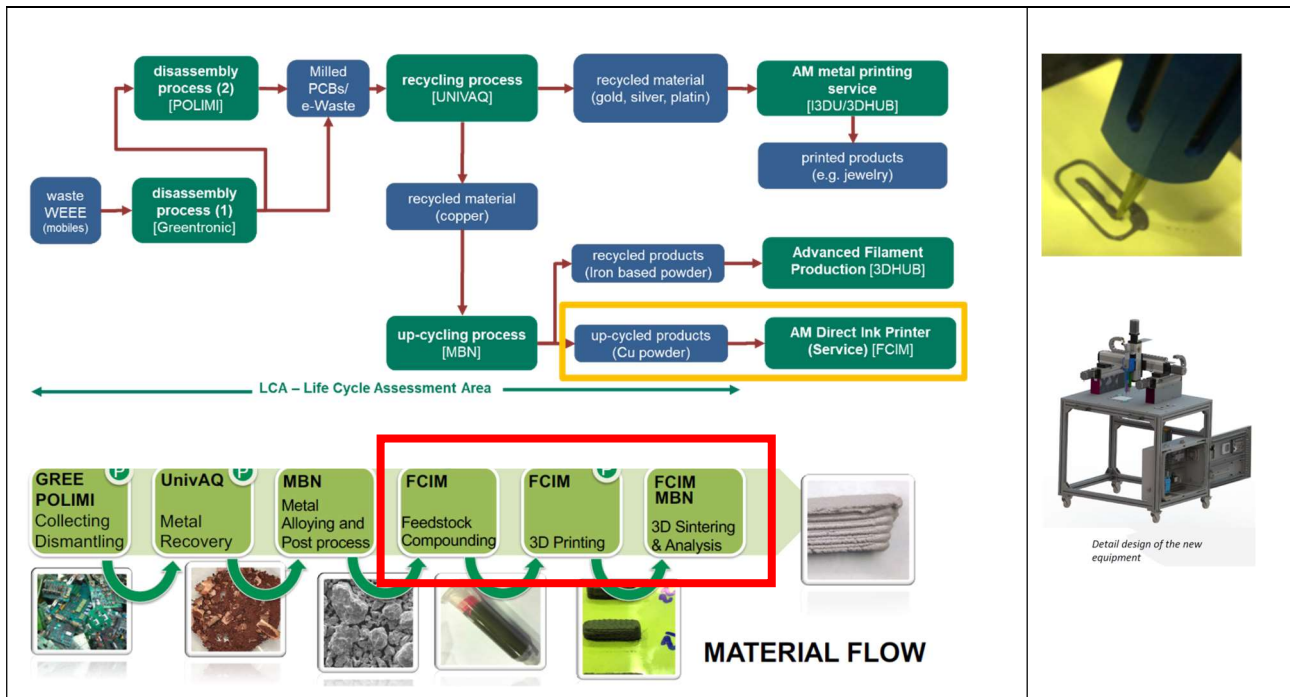 disassembly
process (2)
[POLIMI]
Milled
PCBs/
e-Waste
recycling process
[UNIVAQ]
recycled material
(gold, silver, platin)
AM metal printing
service
[I3DU/3DHUB]
printed products
(e.g. jewelry)
waste
WEEE
(mobiles)
disassembly
process (1)
[Greentronic]
recycled material
(copper)
recycled products
(Iron based powder)
Advanced Filament
Production [3DHUB]
up-cycling process
[MBN]
up-cycled products
(Cu powder)
AM Direct Ink Printer
(Service) [FCIM]
LCA – Life Cycle Assessment Area
GREE
POLIMI
Collecting
Dismantling
P
UnivAQ
Metal
Recovery
P
MBN
Metal
Alloying and
Post process
FCIM
Feedstock
Compounding
FCIM
3D Printing
P
FCIM
MBN
3D Sintering
& Analysis
MATERIAL FLOW
Detail design of the new
equipment